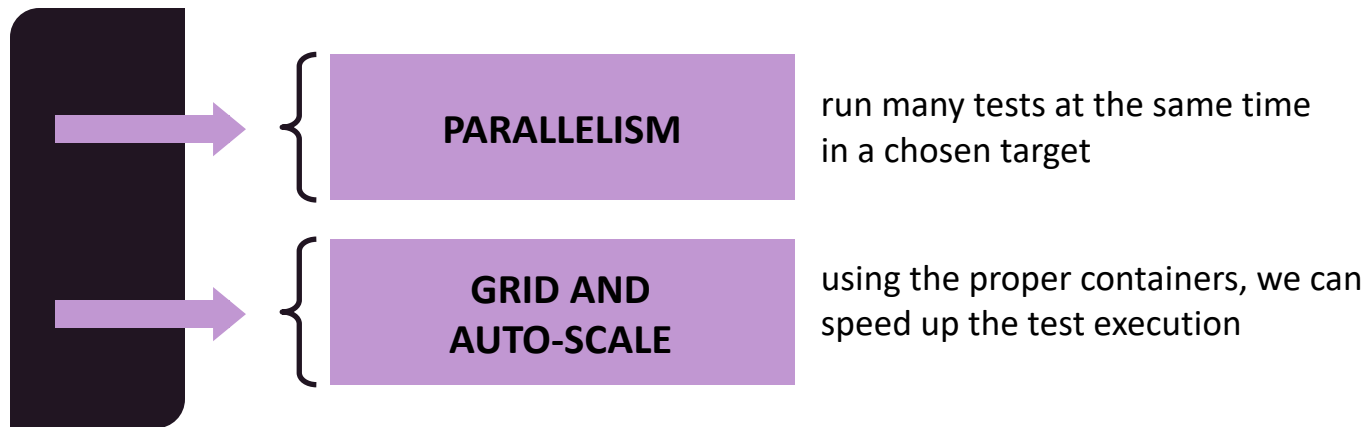 PARALLELISM
run many tests at the same time
in a chosen target
GRID AND
AUTO-SCALE
using the proper containers, we can
speed up the test execution